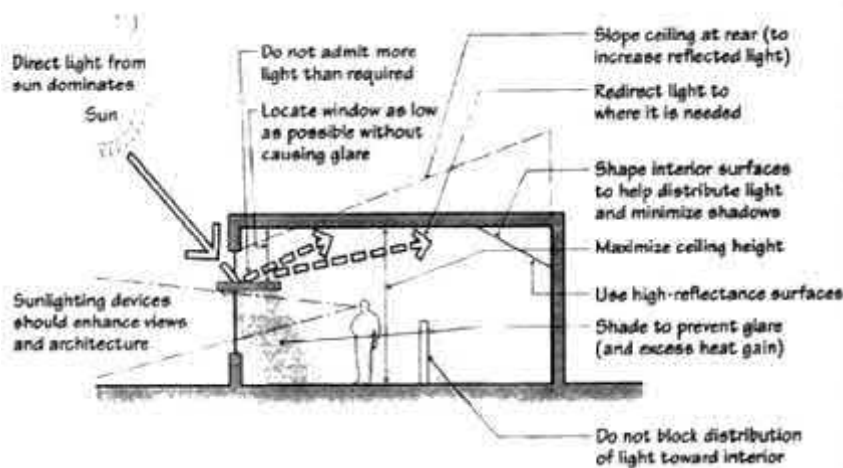 Direct light from
sun dominates
Sun
Sunlighting devices
should enhance views
and architecture
Do not admit more
light than required
Locate window as low
as possible without
causing glare
Slope ceiling at rear (to
increase reflected light)
Redirect light to
where it is needed
Shape interior surfaces
to help distribute light
and minimize shadows
Maximize ceiling height
Use high-reflectance surfaces
Shade to prevent glare
(and excess heat gain)
Do not block distribution
of light toward interior